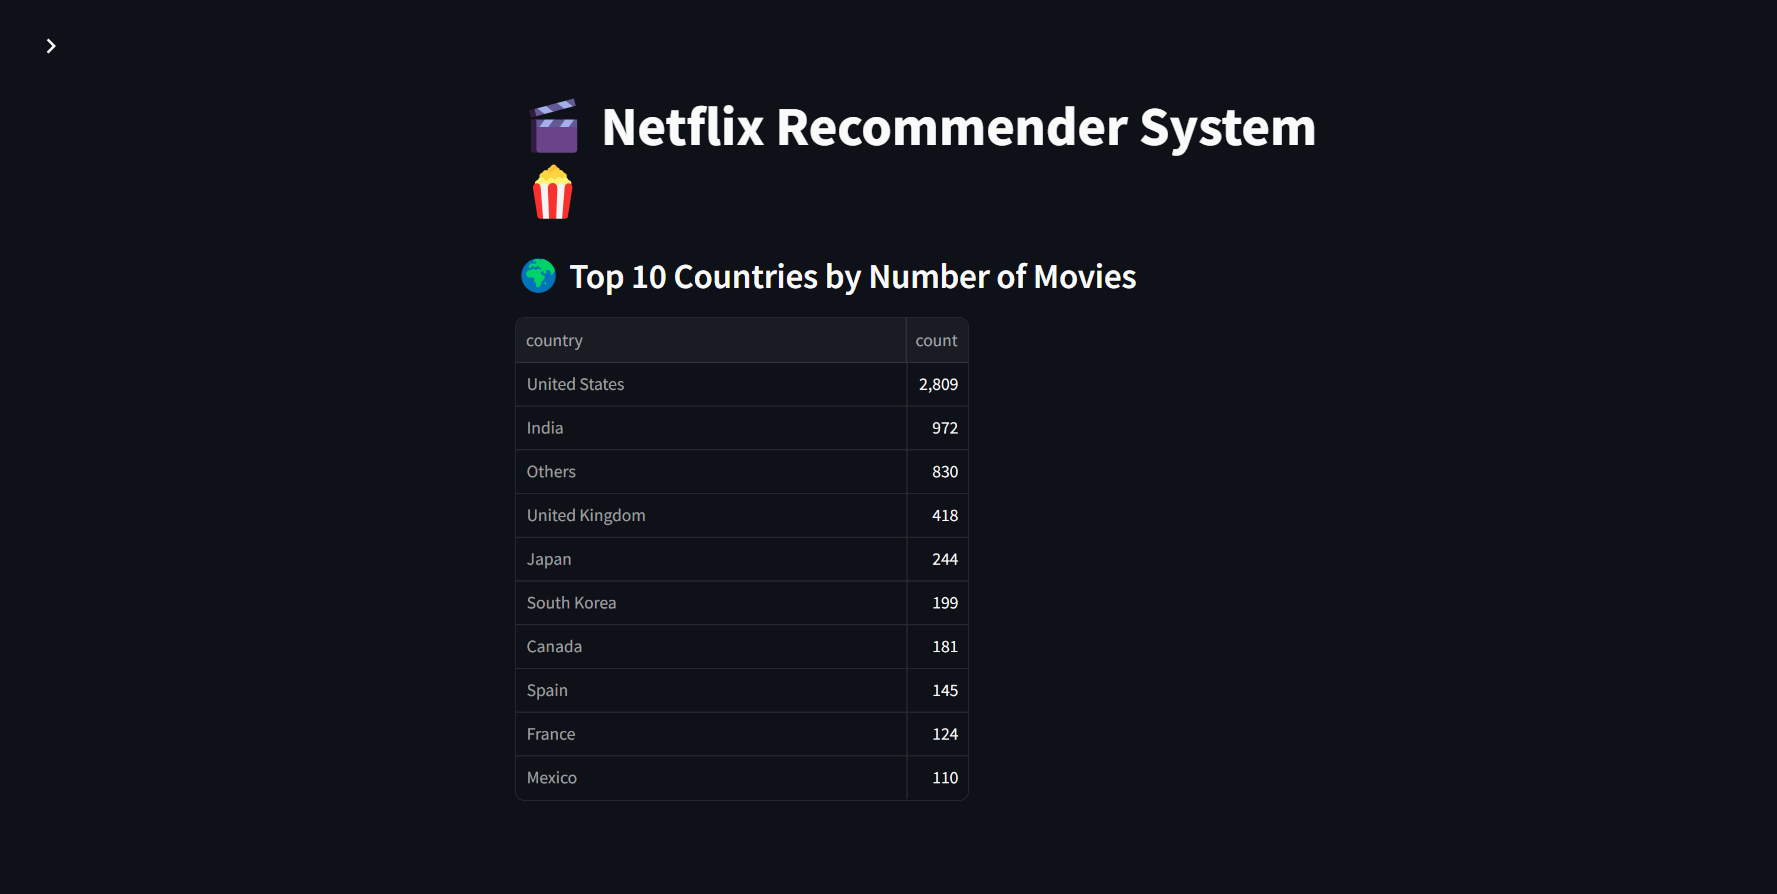 Netflix Recommender System
Top 10 Countries by Number of Movies
country count
United States 2,809
India 972
Others 830
United Kingdom 418
Japan 244
South Korea 199
Canada 181
Spain 145
France 124
Mexico 110